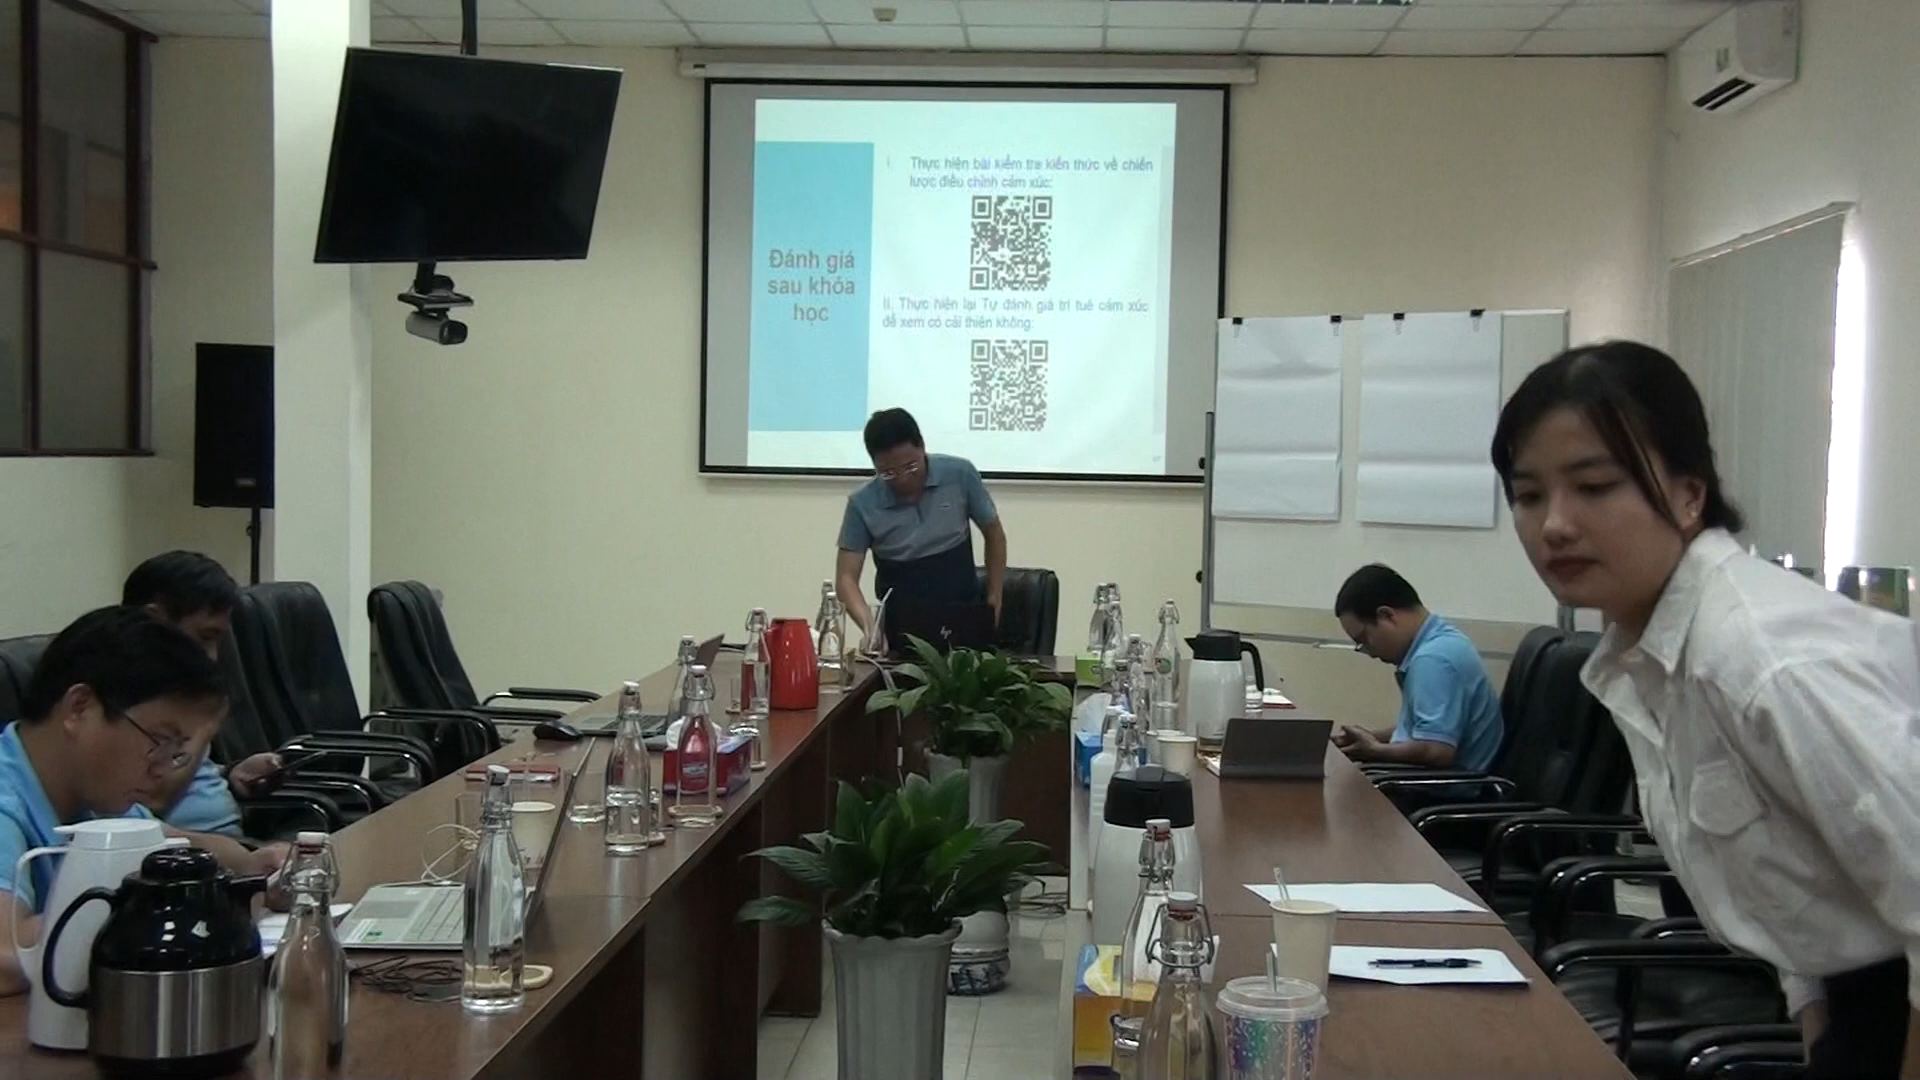 Đánh giá
sau khóa
học
I. Thực hiện bài kiểm tra kiến thức về chiến
lược điều chỉnh cảm xúc:
II. Thực hiện lại Tự đánh giá trí tuệ cảm xúc
để xem có cải thiện không:
hp